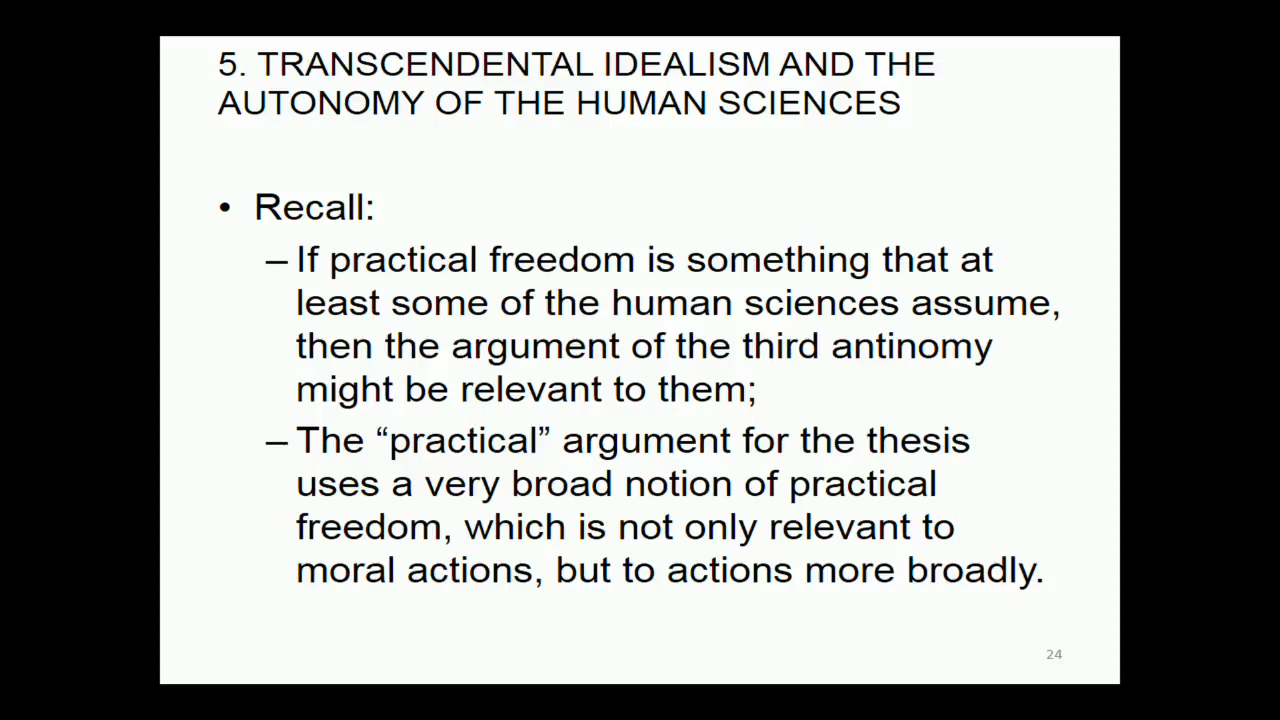 5. TRANSCENDENTAL IDEALISM AND THE
AUTONOMY OF THE HUMAN SCIENCES
• Recall:
– If practical freedom is something that at
least some of the human sciences assume,
then the argument of the third antinomy
might be relevant to them;
– The “practical” argument for the thesis
uses a very broad notion of practical
freedom, which is not only relevant to
moral actions, but to actions more broadly.
24